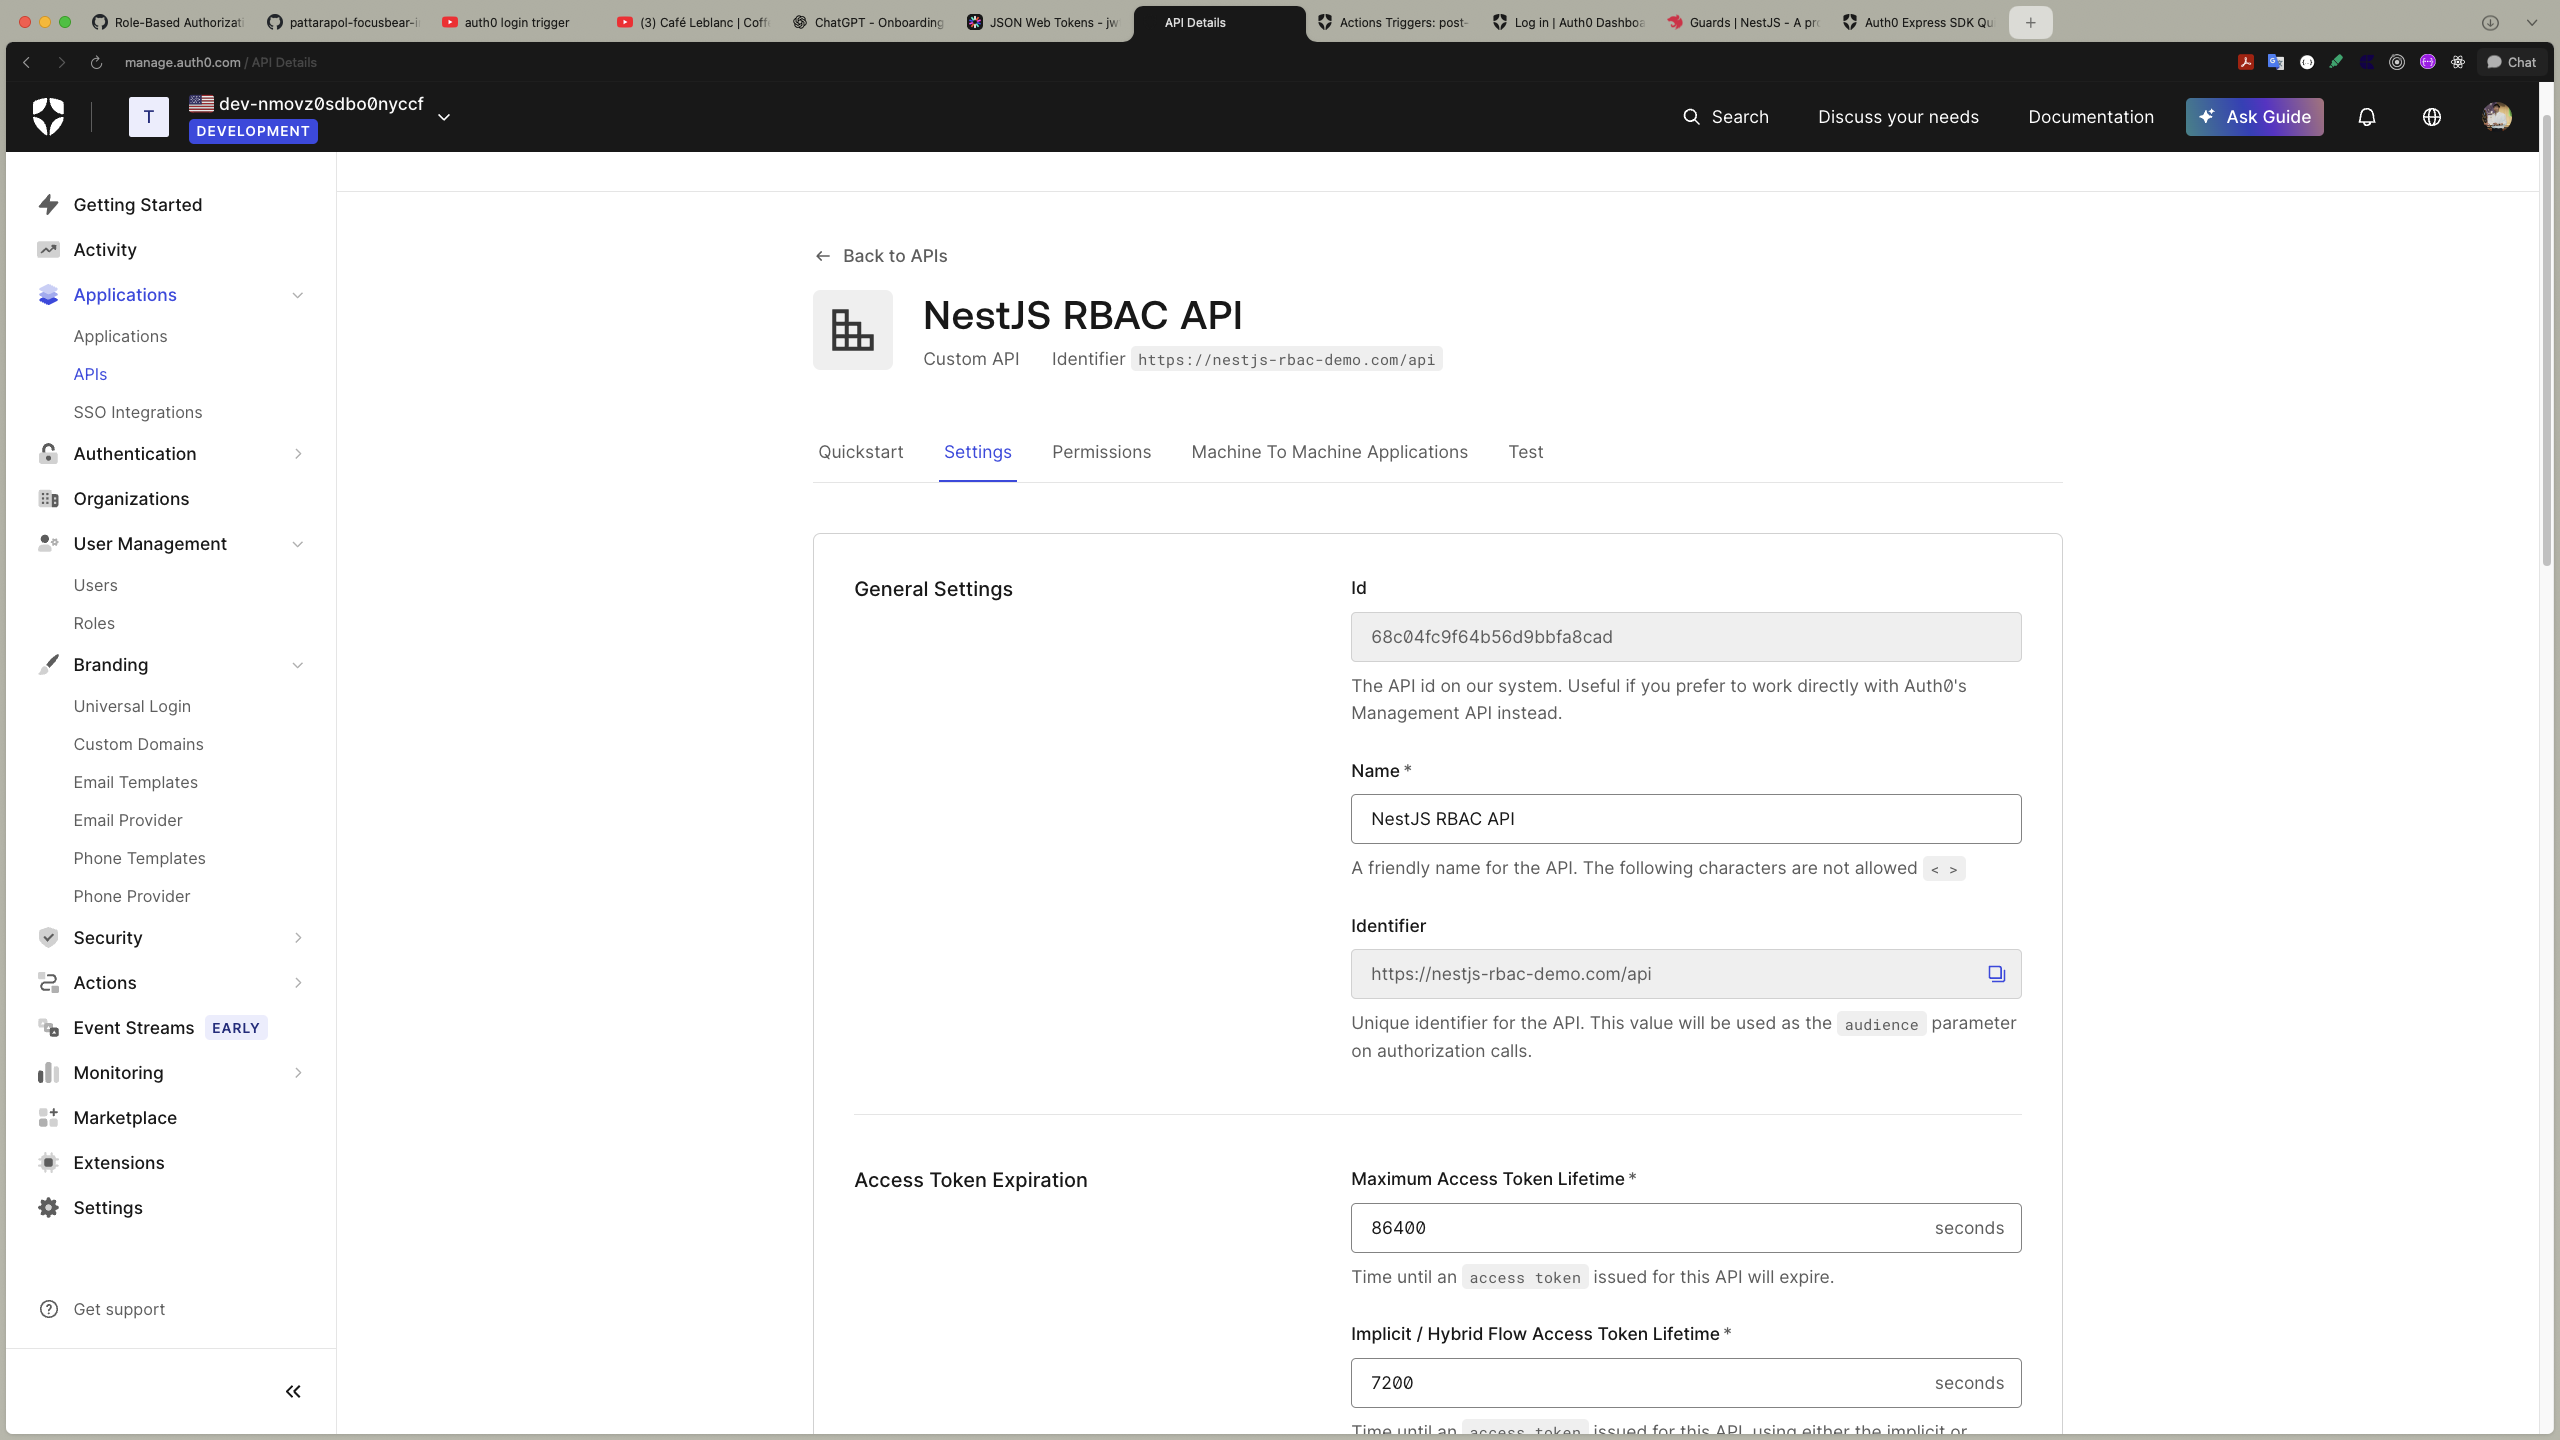 Role-Based Authorizati
pattarapol-focusbear-i
auth0 login trigger
(3) Café Leblanc | Coff
ChatGPT - Onboarding
JSON Web Tokens - jw
API Details
Actions Triggers: post-
Log in | Auth0 Dashboa
Guards | NestJS - A pro
Auth0 Express SDK Qu
manage.auth0.com / API Details
Chat
T
dev-nmovz0sdbo0nyccf
DEVELOPMENT
Search
Discuss your needs
Documentation
Ask Guide
Getting Started
Activity
Applications
Applications
APIs
SSO Integrations
Authentication
Organizations
User Management
Users
Roles
Branding
Universal Login
Custom Domains
Email Templates
Email Provider
Phone Templates
Phone Provider
Security
Actions
Event Streams EARLY
Monitoring
Marketplace
Extensions
Settings
Get support
Back to APIs
NestJS RBAC API
Custom API Identifier https://nestjs-rbac-demo.com/api
Quickstart
Settings
Permissions
Machine To Machine Applications
Test
General Settings
Id
68c04fc9f64b56d9bbfa8cad
The API id on our system. Useful if you prefer to work directly with Auth0's
Management API instead.
Name *
NestJS RBAC API
A friendly name for the API. The following characters are not allowed < >
Identifier
https://nestjs-rbac-demo.com/api
Unique identifier for the API. This value will be used as the audience parameter
on authorization calls.
Access Token Expiration
Maximum Access Token Lifetime *
86400 seconds
Time until an access token issued for this API will expire.
Implicit / Hybrid Flow Access Token Lifetime *
7200 seconds
Time until an access token issued for this API, using either the implicit or